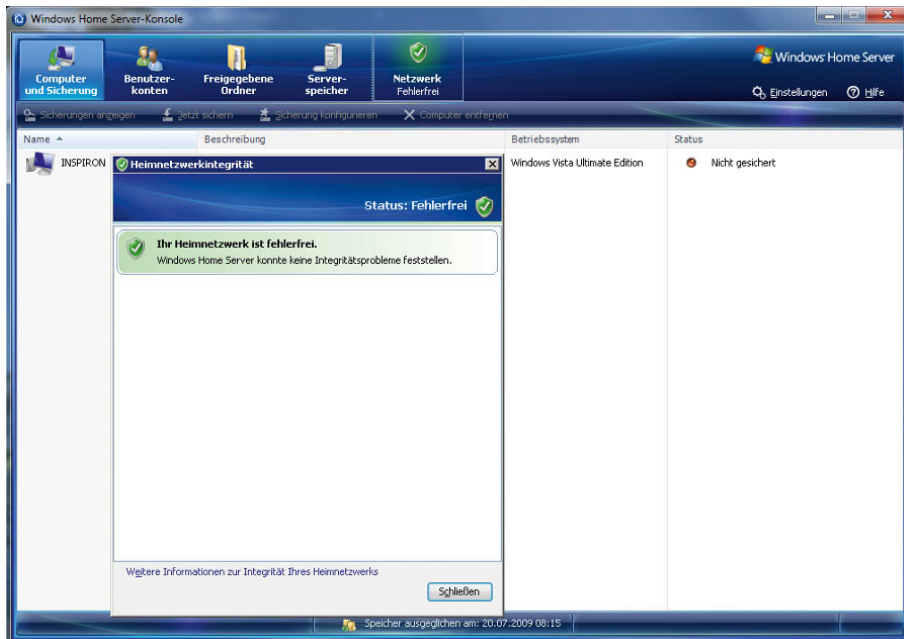 Windows Home Server-Konsole
Computer und Sicherung
Benutzer-konten
Freigegebene Ordner
Server-speicher
Netzwerk
Fehlerfrei
Windows Home Server
Einstellungen
Hilfe
Sicherungen anzeigen
Jetzt sichern
Sicherung konfigurieren
Computer entfernen
Name
Beschreibung
Betriebssystem
Status
INSPIRON
Windows Vista Ultimate Edition
Nicht gesichert
Heimnetzwerkintegrität
Status: Fehlerfrei
Ihr Heimnetzwerk ist fehlerfrei.
Windows Home Server konnte keine Integritätsprobleme feststellen.
Weitere Informationen zur Integrität Ihres Heimnetzwerks
Schließen
Speicher ausgeglichen am: 20.07.2009 08:15